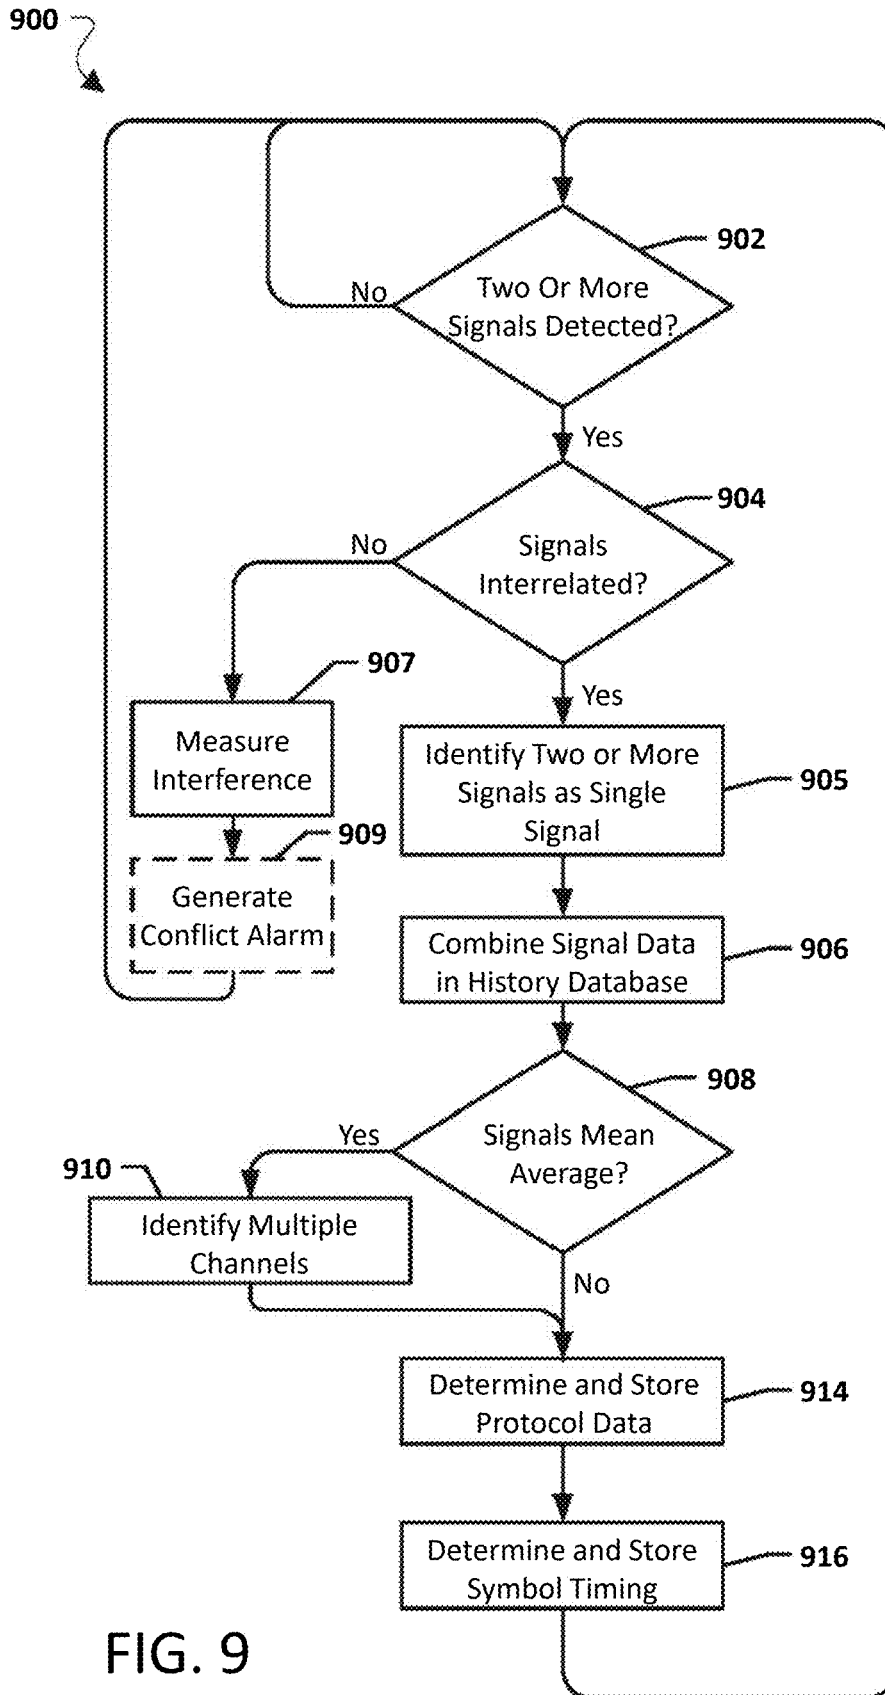 900
902
Two Or More
Signals Detected?
No
Yes
904
Signals
Interrelated?
No
Yes
907
Measure
Interference
905
Identify Two or More
Signals as Single
Signal
909
Generate
Conflict Alarm
906
Combine Signal Data
in History Database
908
Signals Mean
Average?
Yes
No
910
Identify Multiple
Channels
914
Determine and Store
Protocol Data
916
Determine and Store
Symbol Timing
FIG. 9